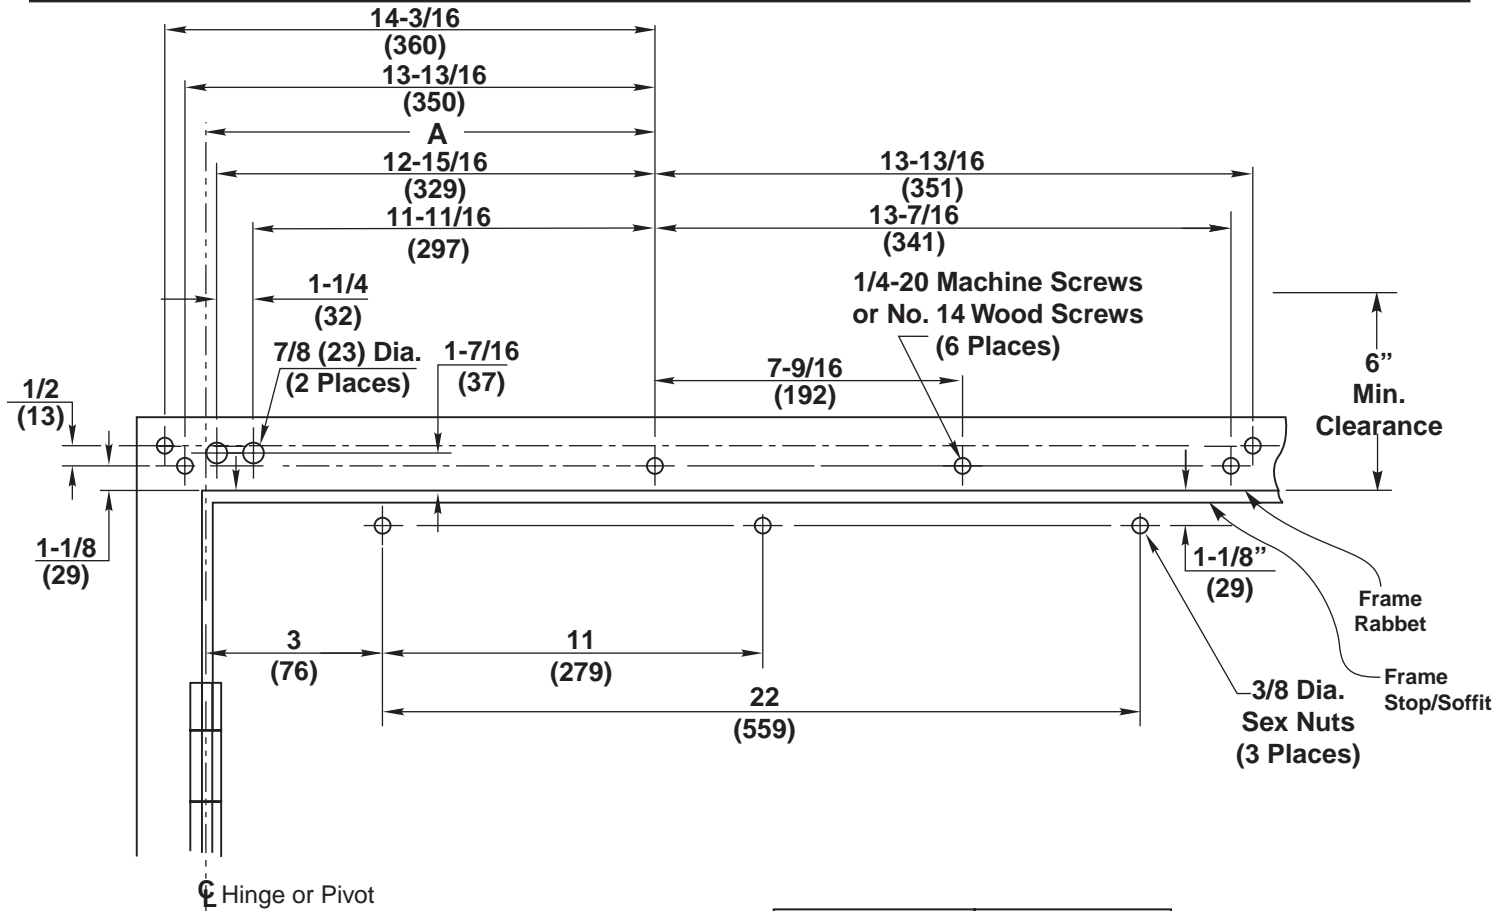 14-3/16
(360)
13-13/16
(350)
A
12-15/16
(329)
13-13/16
(351)
11-11/16
(297)
13-7/16
(341)
1-1/4
(32)
1/4-20 Machine Screws
or No. 14 Wood Screws
(6 Places)
7/8 (23) Dia.
(2 Places)
1-7/16
(37)
7-9/16
(192)
6”
Min.
Clearance
1/2
(13)
1-1/8
(29)
1-1/8”
(29)
Frame
Rabbet
3
(76)
11
(279)
Frame
Stop/Soffit
22
(559)
3/8 Dia.
Sex Nuts
(3 Places)
℄ Hinge or Pivot